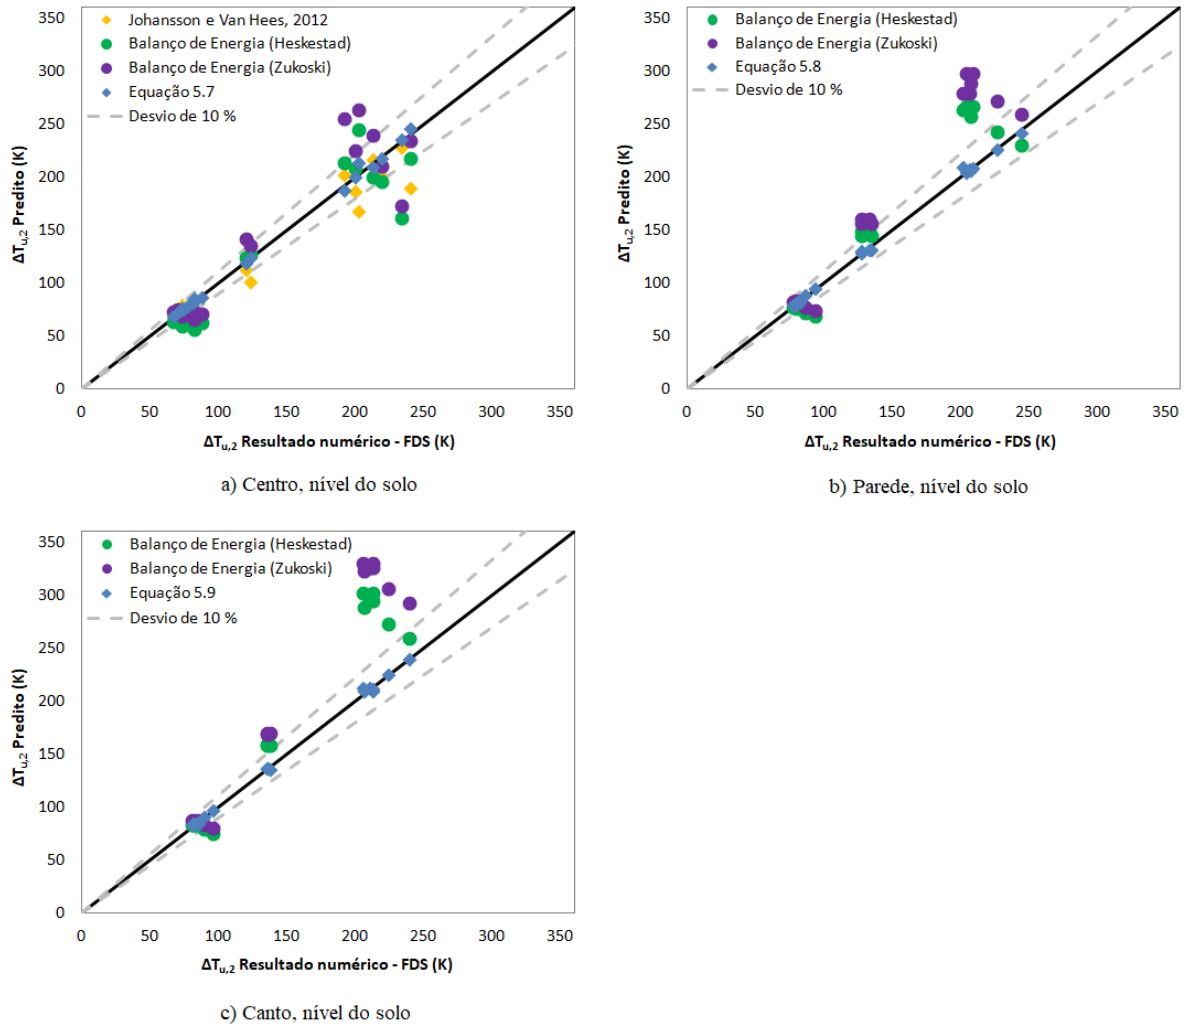 Johansson e Van Hees, 2012
Balanço de Energia (Heskestad)
Balanço de Energia (Zukoski)
Equação 5.7
Desvio de 10 %
350
300
250
200
150
100
50
0
ΔTu,2 Predito (K)
0 50 100 150 200 250 300 350
ΔTu,2 Resultado numérico - FDS (K)
a) Centro, nível do solo
Balanço de Energia (Heskestad)
Balanço de Energia (Zukoski)
Equação 5.8
Desvio de 10 %
350
300
250
200
150
100
50
0
ΔTu,2 Predito (K)
0 50 100 150 200 250 300 350
ΔTu,2 Resultado numérico - FDS (K)
b) Parede, nível do solo
Balanço de Energia (Heskestad)
Balanço de Energia (Zukoski)
Equação 5.9
Desvio de 10 %
350
300
250
200
150
100
50
0
ΔTu,2 Predito (K)
0 50 100 150 200 250 300 350
ΔTu,2 Resultado numérico - FDS (K)
c) Canto, nível do solo